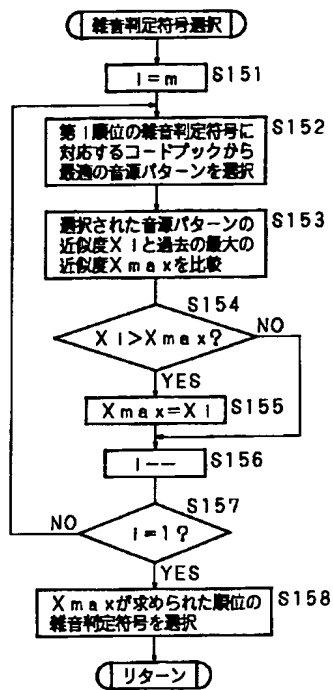 雑音判定符号選択
i=m
S151
第i順位の雑音判定符号に
対応するコードブックから
最適の音源パターンを選択
S152
選択された音源パターンの
近似度Xiと過去の最大の
近似度Xmaxを比較
S153
S154
Xi>Xmax?
NO
YES
Xmax=Xi
S155
i--
S156
S157
NO
i=1?
YES
Xmaxが求められた順位の
雑音判定符号を選択
S158
リターン